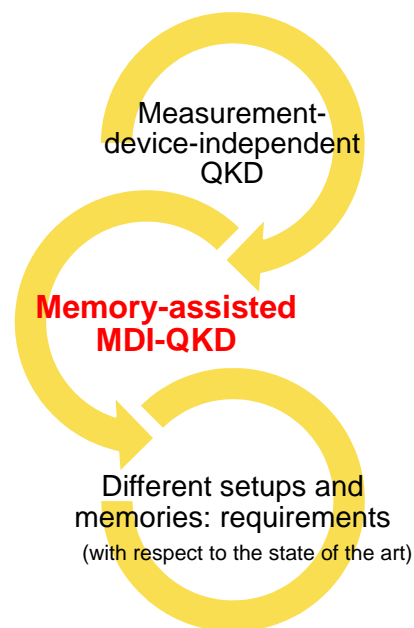 Measurement-
device-independent
QKD
Memory-assisted
MDI-QKD
Different setups and
memories: requirements
(with respect to the state of the art)